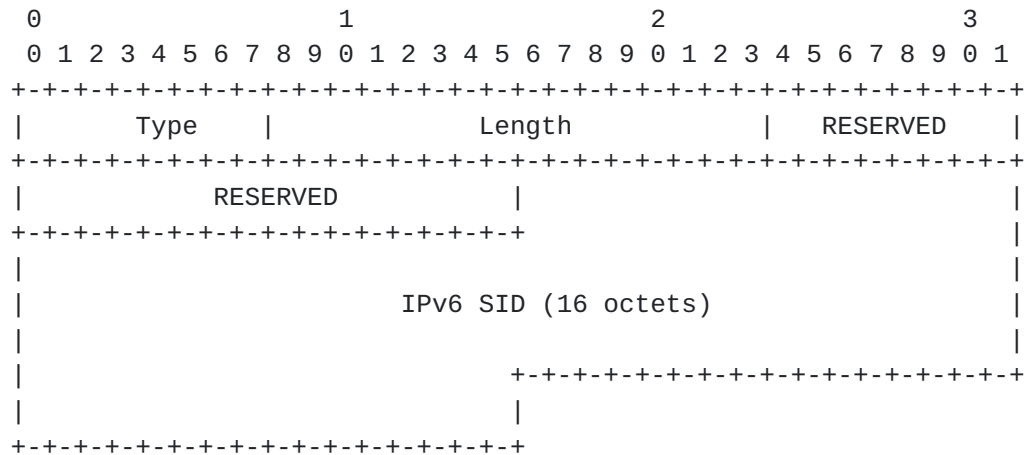 0                   1                   2                   3
 0 1 2 3 4 5 6 7 8 9 0 1 2 3 4 5 6 7 8 9 0 1 2 3 4 5 6 7 8 9 0 1
+-+-+-+-+-+-+-+-+-+-+-+-+-+-+-+-+-+-+-+-+-+-+-+-+-+-+-+-+-+-+-+-+
|       Type    |             Length            |   RESERVED    |
+-+-+-+-+-+-+-+-+-+-+-+-+-+-+-+-+-+-+-+-+-+-+-+-+-+-+-+-+-+-+-+-+
|            RESERVED           |                               |
+-+-+-+-+-+-+-+-+-+-+-+-+-+-+-+-+                               |
|                                                               |
|                        IPv6 SID (16 octets)                   |
|                                                               |
|                               +-+-+-+-+-+-+-+-+-+-+-+-+-+-+-+-+
|                               |
+-+-+-+-+-+-+-+-+-+-+-+-+-+-+-+-+